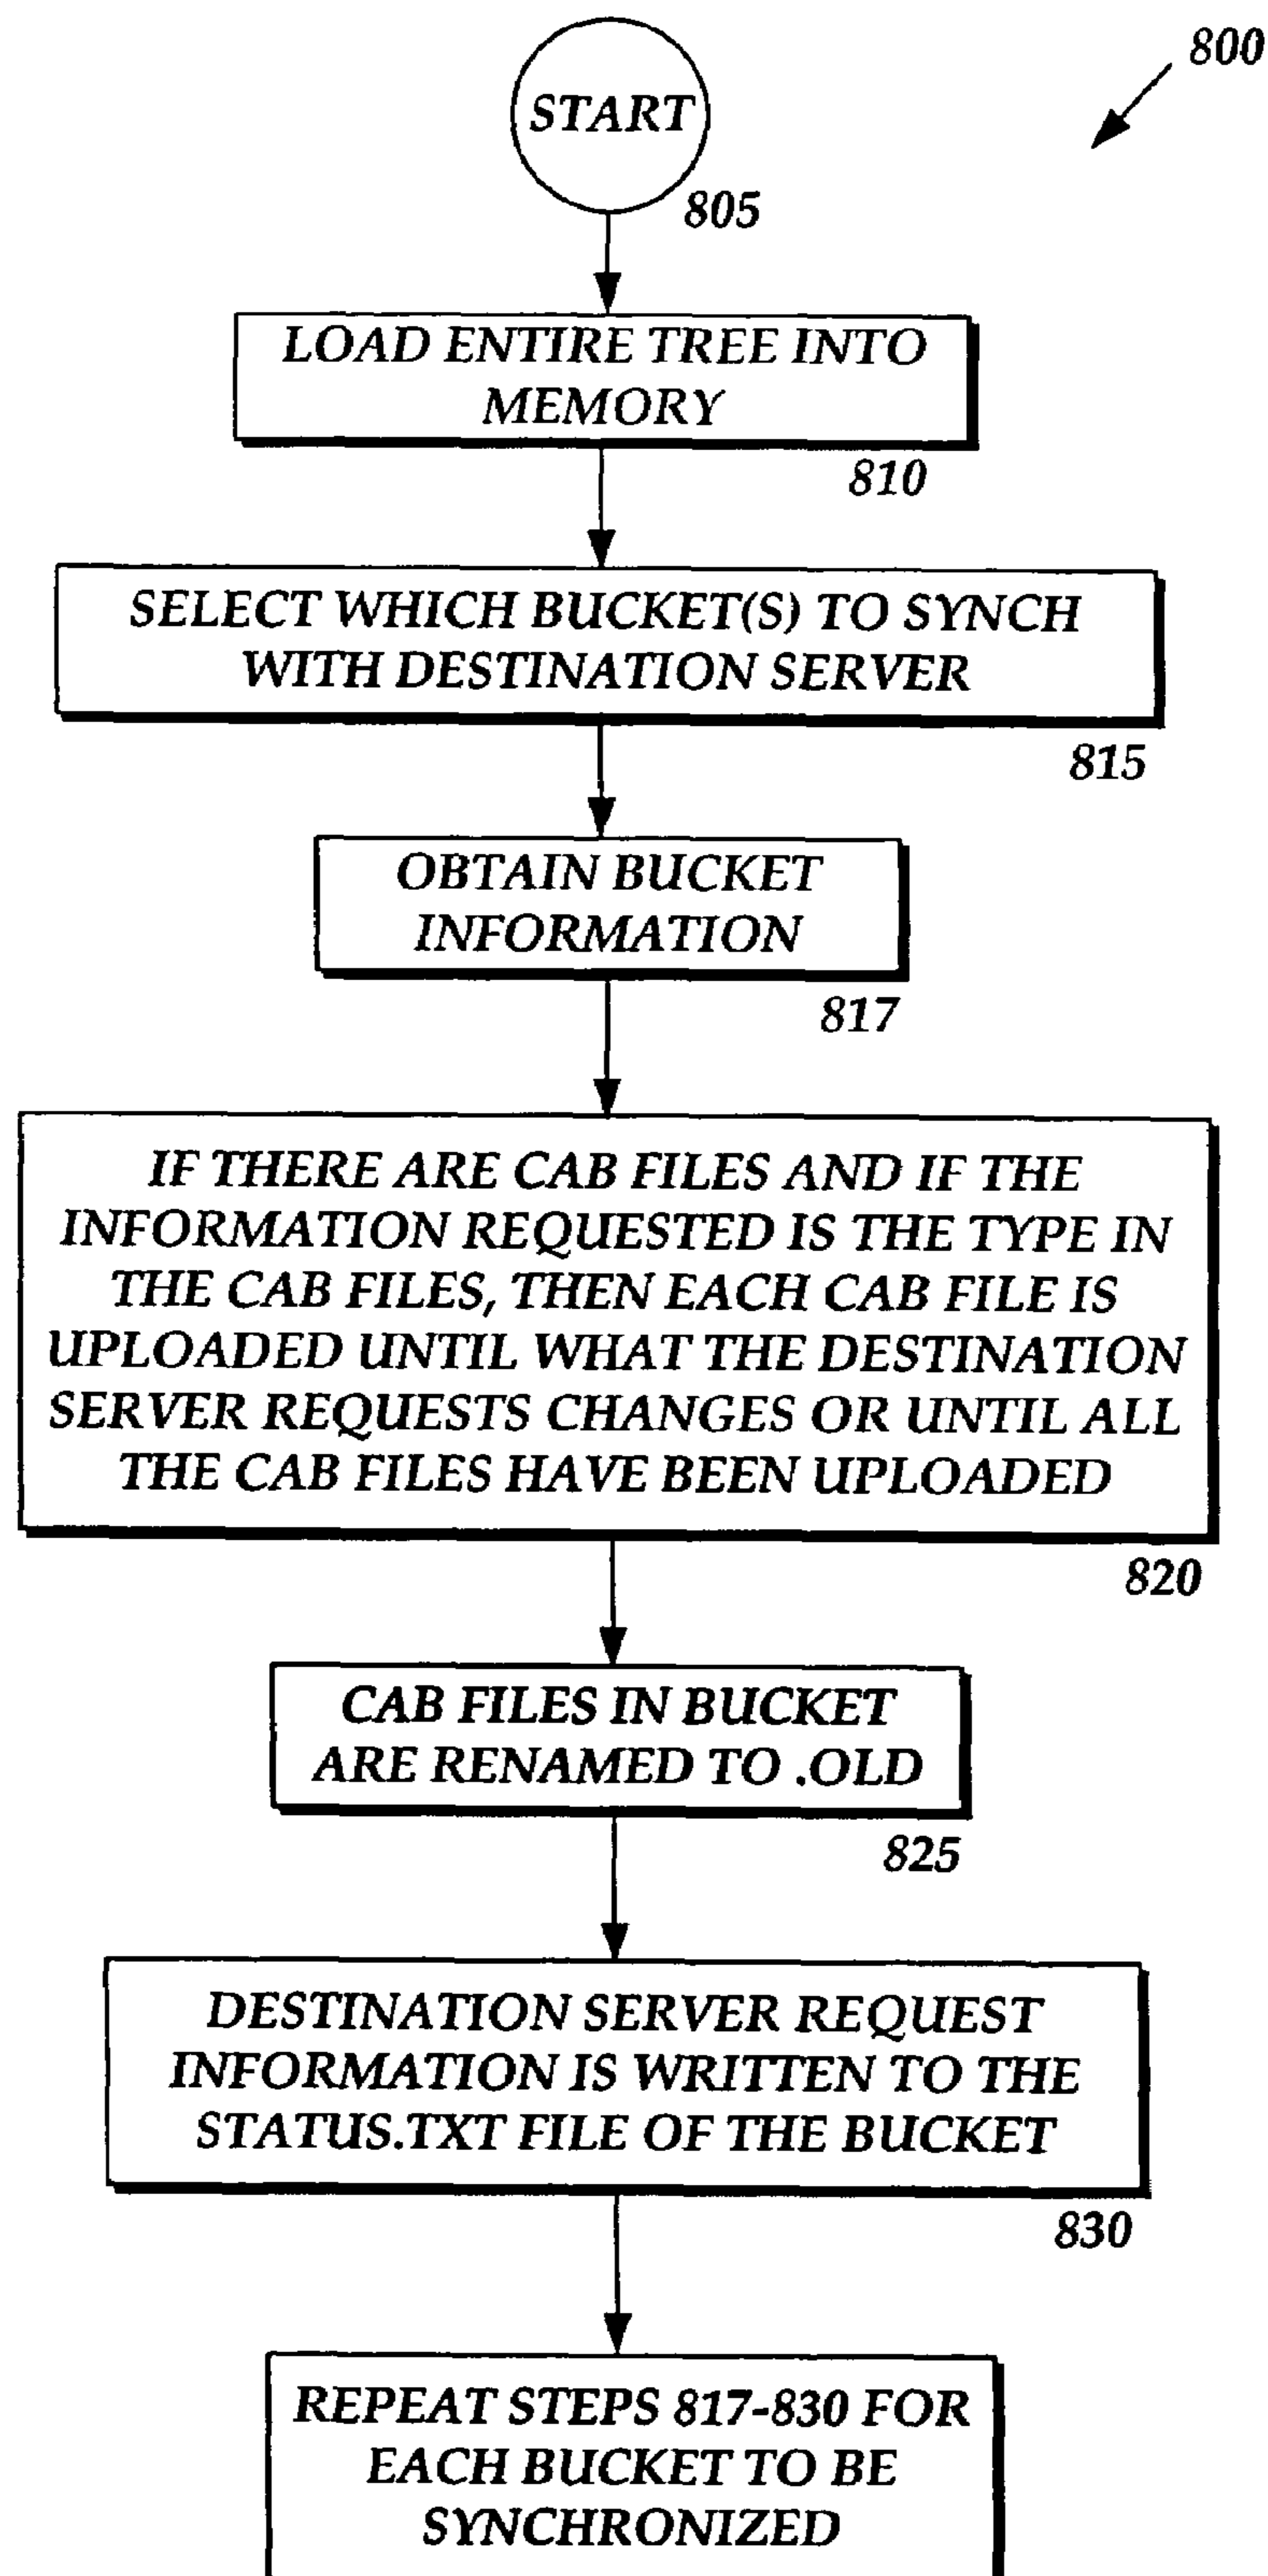 800
START
805
LOAD ENTIRE TREE INTO
MEMORY
810
SELECT WHICH BUCKET(S) TO SYNCH
WITH DESTINATION SERVER
815
OBTAIN BUCKET
INFORMATION
817
IF THERE ARE CAB FILES AND IF THE
INFORMATION REQUESTED IS THE TYPE IN
THE CAB FILES, THEN EACH CAB FILE IS
UPLOADED UNTIL WHAT THE DESTINATION
SERVER REQUESTS CHANGES OR UNTIL ALL
THE CAB FILES HAVE BEEN UPLOADED
820
CAB FILES IN BUCKET
ARE RENAMED TO .OLD
825
DESTINATION SERVER REQUEST
INFORMATION IS WRITTEN TO THE
STATUS.TXT FILE OF THE BUCKET
830
REPEAT STEPS 817-830 FOR
EACH BUCKET TO BE
SYNCHRONIZED